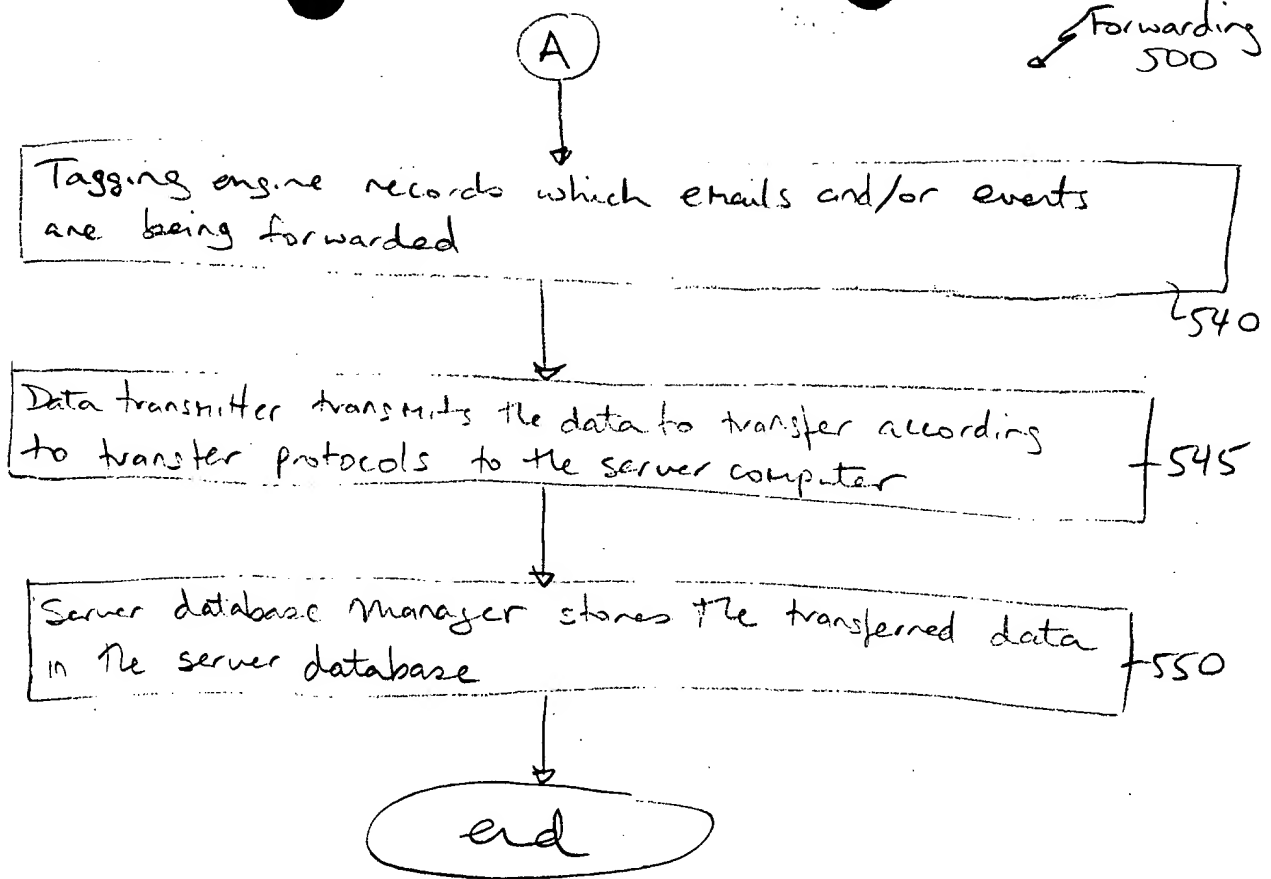 Forwarding
500
A
Tagging engine records which emails and/or events
are being forwarded
540
Data transmitter transmits the data to transfer according
to transfer protocols to the server computer
545
Server database manager stores the transferred data
in the server database
550
end